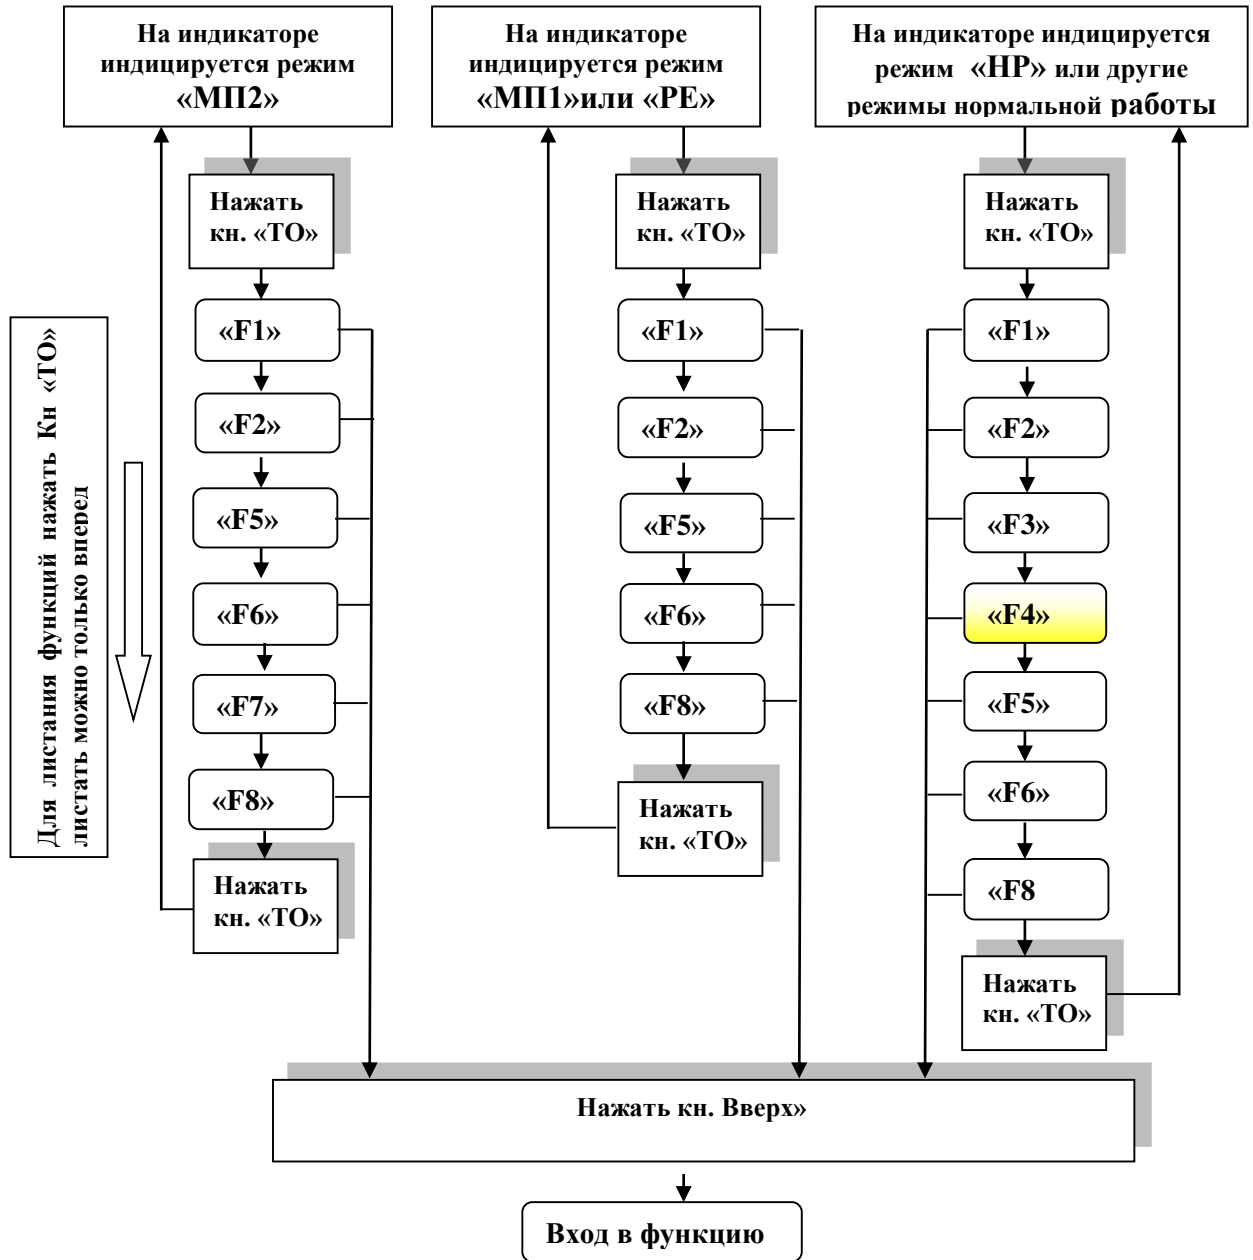 На индикаторе
индицируется режим
«МП2»
Нажать
кн. «ТО»
«F1»
«F2»
«F5»
«F6»
«F7»
«F8»
Нажать
кн. «ТО»
На индикаторе
индицируется режим
«МП1»или «РЕ»
Нажать
кн. «ТО»
«F1»
«F2»
«F5»
«F6»
«F8»
Нажать
кн. «ТО»
На индикаторе индицируется
режим «НР» или другие
режимы нормальной работы
Нажать
кн. «ТО»
«F1»
«F2»
«F3»
«F4»
«F5»
«F6»
«F8
Нажать
кн. «ТО»
Для листания функций нажать Кн «ТО»
листать можно только вперед
Нажать кн. Вверх»
Вход в функцию